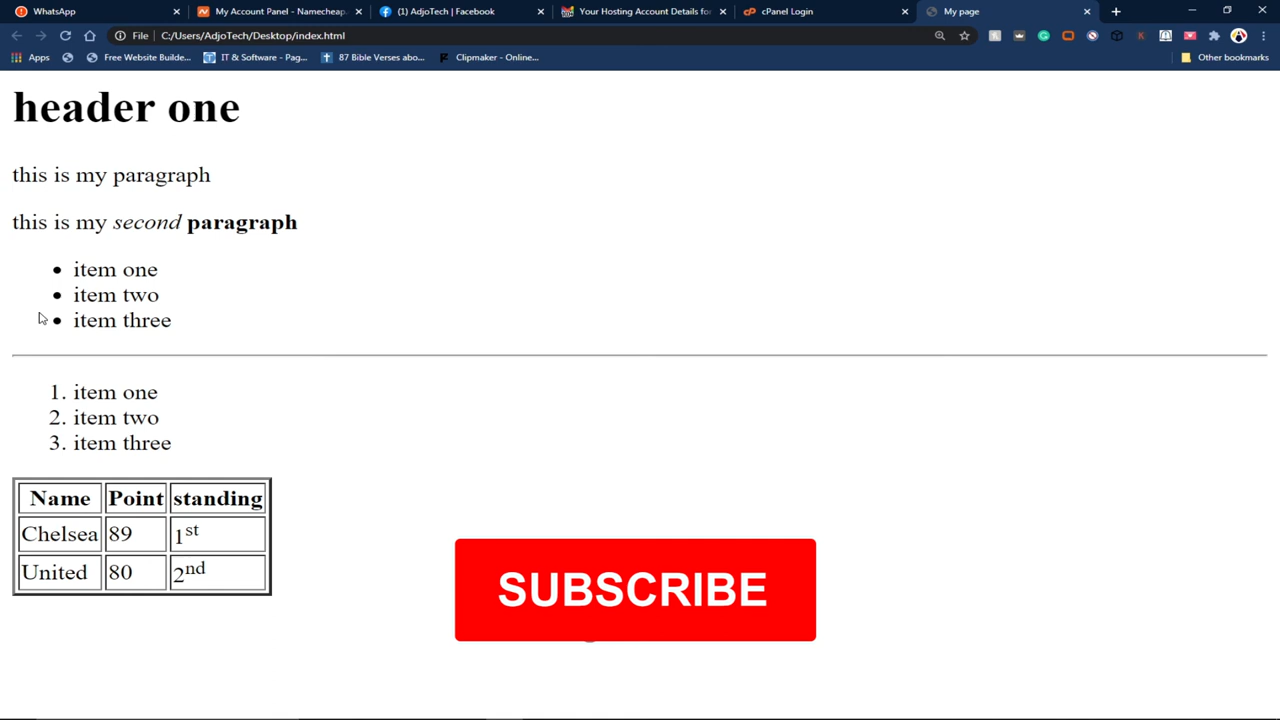 WhatsApp
My Account Panel - Namecheap.
(1) AdjoTech | Facebook
Your Hosting Account Details for
cPanel Login
My page
File
C:/Users/AdjoTech/Desktop/index.html
Apps
Free Website Builde...
IT & Software - Pag...
87 Bible Verses abo...
Clipmaker - Online...
Other bookmarks
header one
this is my paragraph
this is my second paragraph
• item one
• item two
• item three
1. item one
2. item two
3. item three
Name Point standing
Chelsea 89 1st
United 80 2nd
SUBSCRIBE